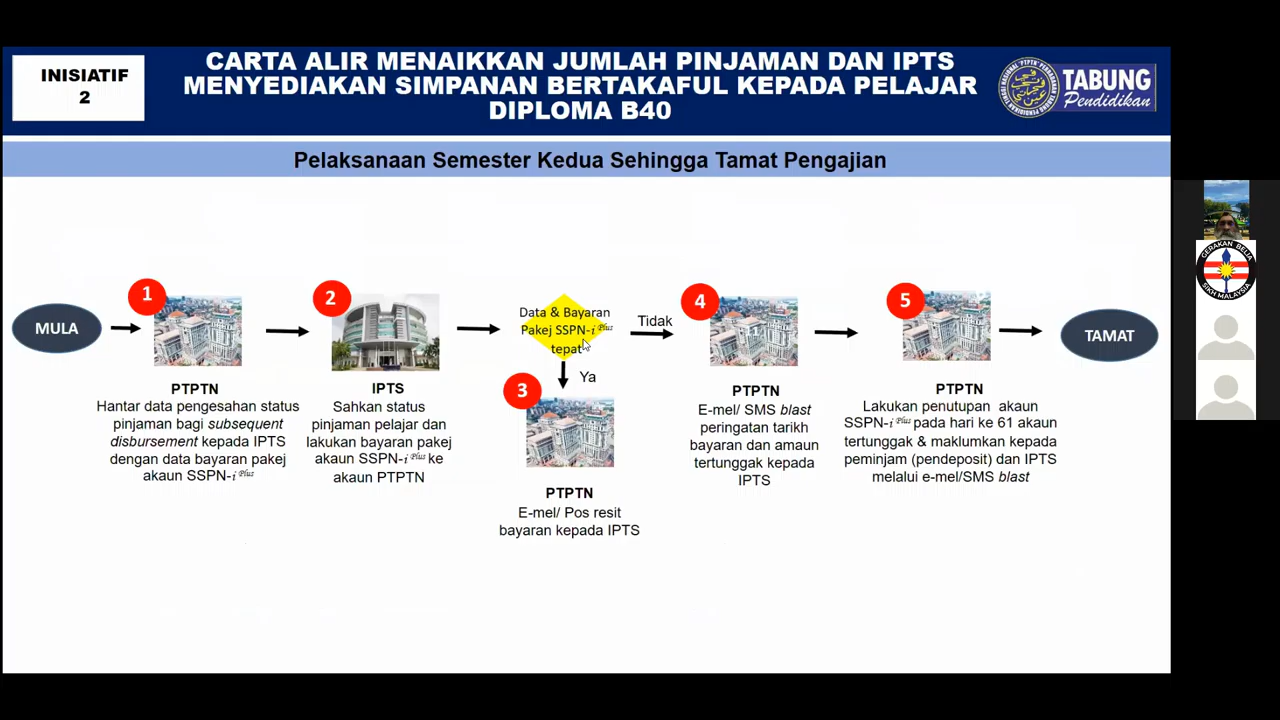 INISIATIF
2
CARTA ALIR MENAIKKAN JUMLAH PINJAMAN DAN IPTS
MENYEDIAKAN SIMPANAN BERTAKAFUL KEPADA PELAJAR
DIPLOMA B40
TABUNG
Pendidikan
Pelaksanaan Semester Kedua Sehingga Tamat Pengajian
MULA
1
PTPTN
Hantar data pengesahan status
pinjaman bagi subsequent
disbursement kepada IPTS
dengan data bayaran pakej
akaun SSPN-i Plus
2
IPTS
Sahkan status
pinjaman pelajar dan
lakukan bayaran pakej
akaun SSPN-i Plus ke
akaun PTPTN
Data & Bayaran
Pakej SSPN-i Plus
tepat
Tidak
Ya
3
PTPTN
E-mel/ Pos resit
bayaran kepada IPTS
4
PTPTN
E-mel/ SMS blast
peringatan tarikh
bayaran dan amaun
tertunggak kepada
IPTS
5
PTPTN
Lakukan penutupan akaun
SSPN-i Plus pada hari ke 61 akaun
tertunggak & maklumkan kepada
peminjam (pendeposit) dan IPTS
melalui e-mel/SMS blast
TAMAT
GERAKAN BELIA
SIKH MALAYSIA